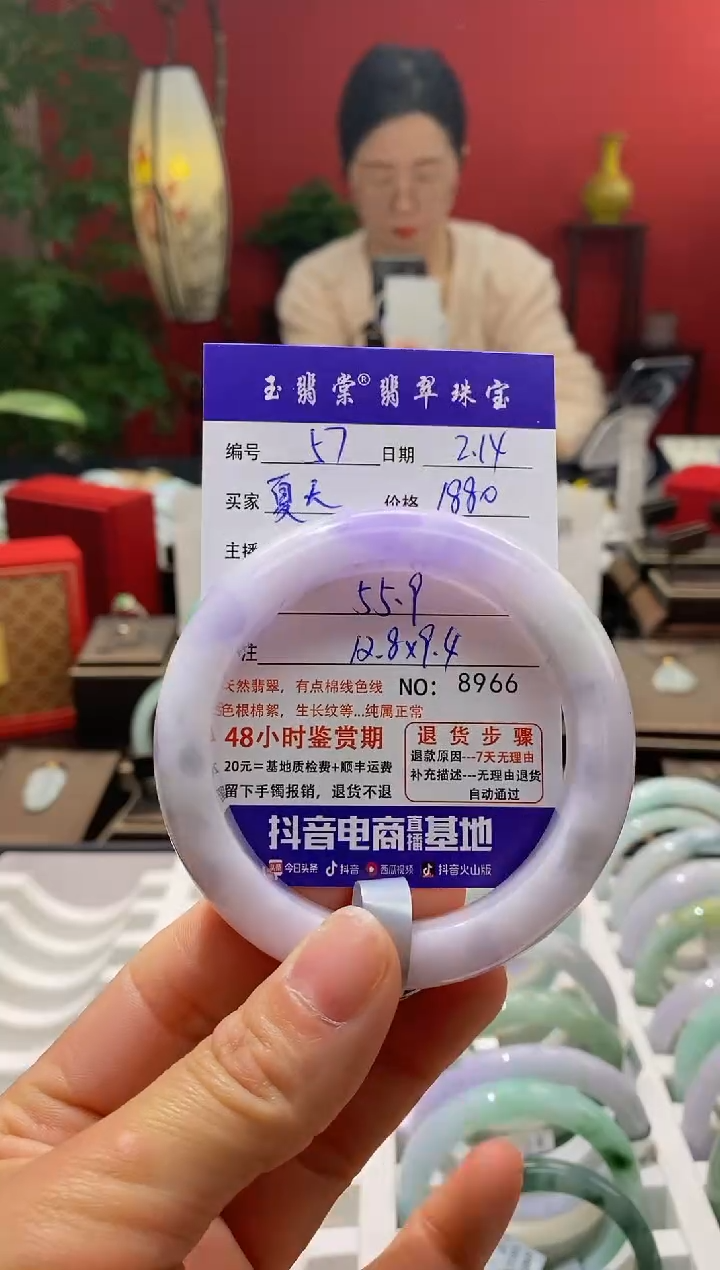 玉翡棠®翡翠珠宝
编号 57 日期 2.14
买家 夏天 价格 1880
主播
55.9
注 12.8x9.4
天然翡翠，有点棉线色线 NO： 8966
色根棉絮，生长纹等...纯属正常
48小时鉴赏期
20元=基地质检费+顺丰运费
留下手镯报销，退货不退
退货步骤
退款原因---7天无理由
补充描述---无理由退货
自动通过
抖音电商直播基地
今日头条 抖音 西瓜视频 抖音火山版